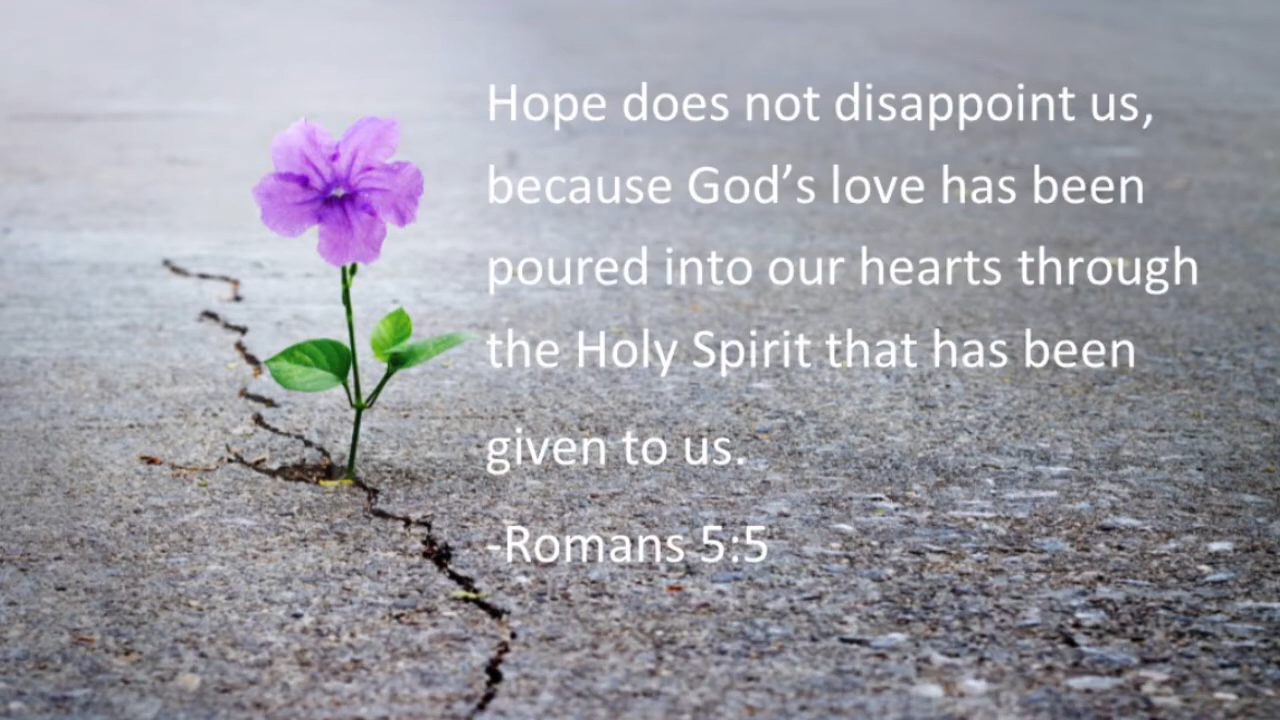 Hope does not disappoint us,
because God’s love has been
poured into our hearts through
the Holy Spirit that has been
given to us.
-Romans 5:5